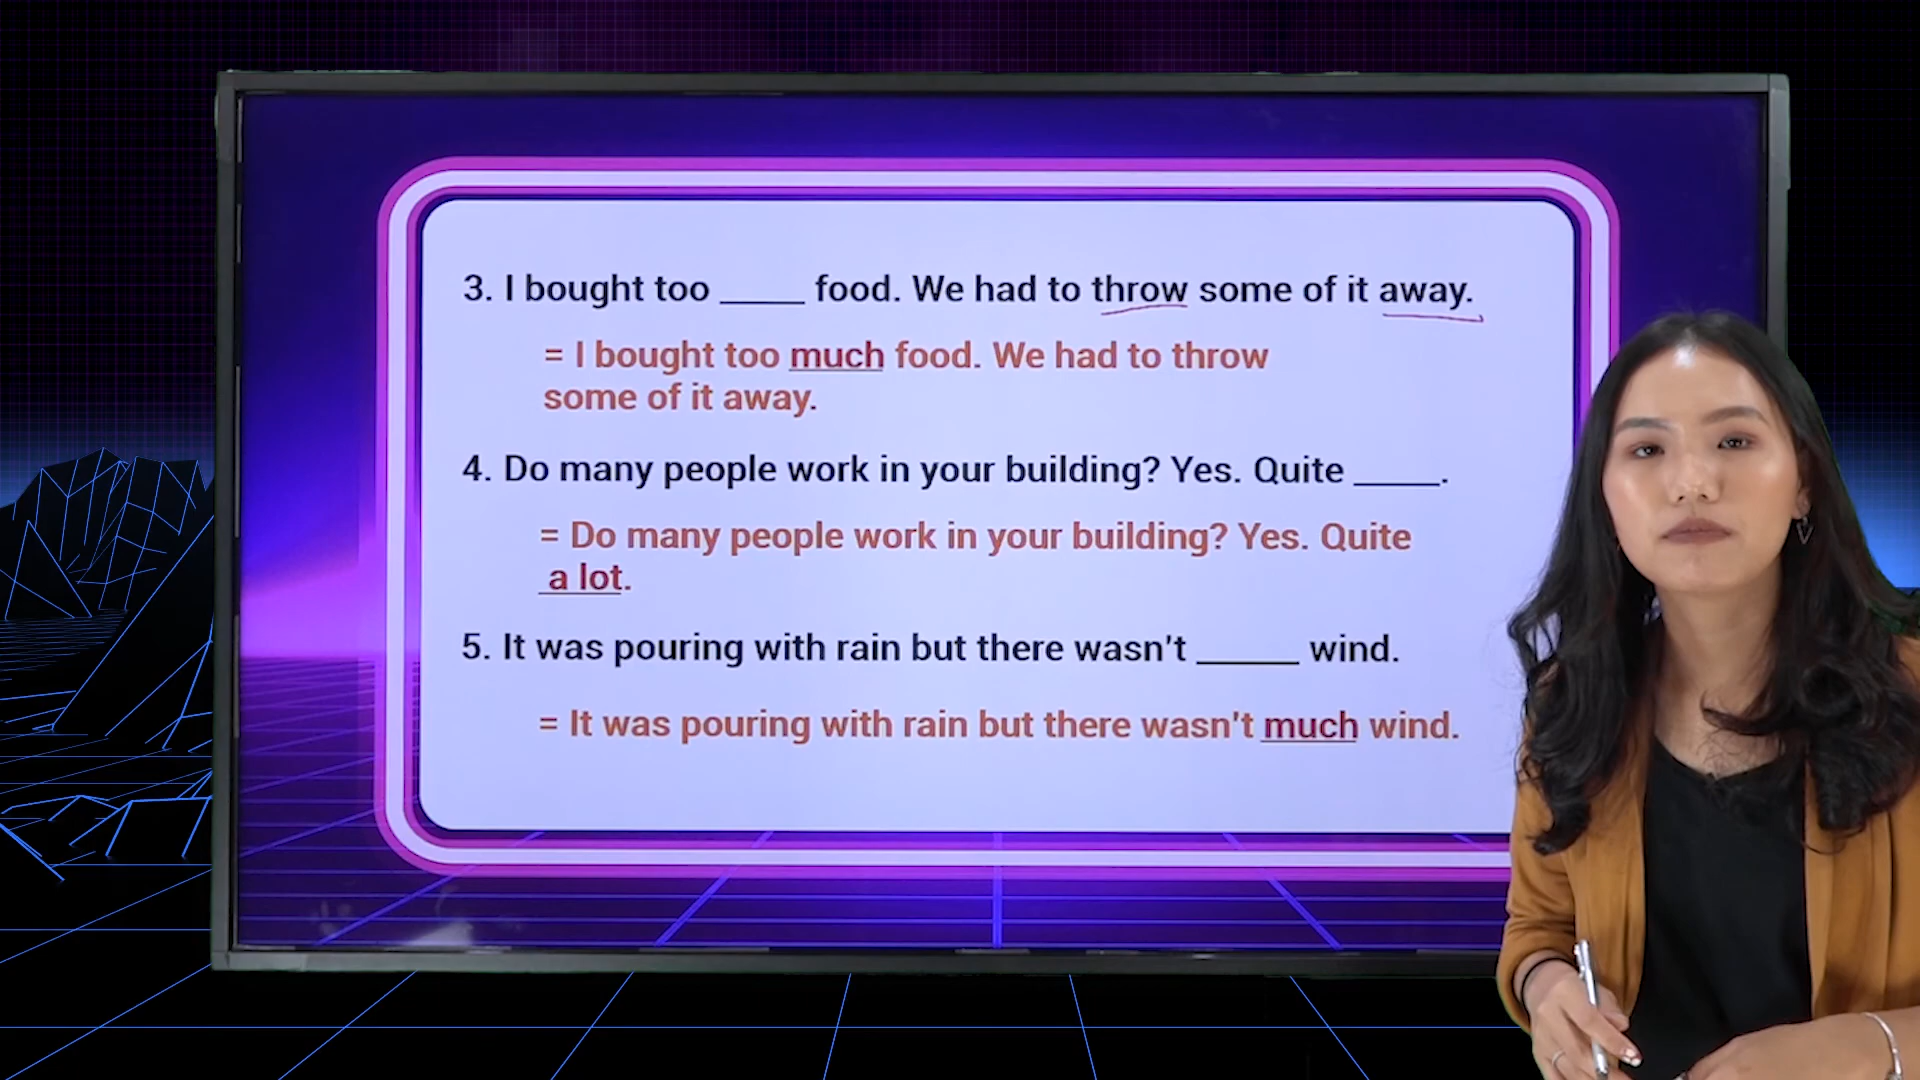 3. I bought too ____ food. We had to throw some of it away.
= I bought too much food. We had to throw
some of it away.
4. Do many people work in your building? Yes. Quite ____.
= Do many people work in your building? Yes. Quite
a lot.
5. It was pouring with rain but there wasn't _____ wind.
= It was pouring with rain but there wasn't much wind.